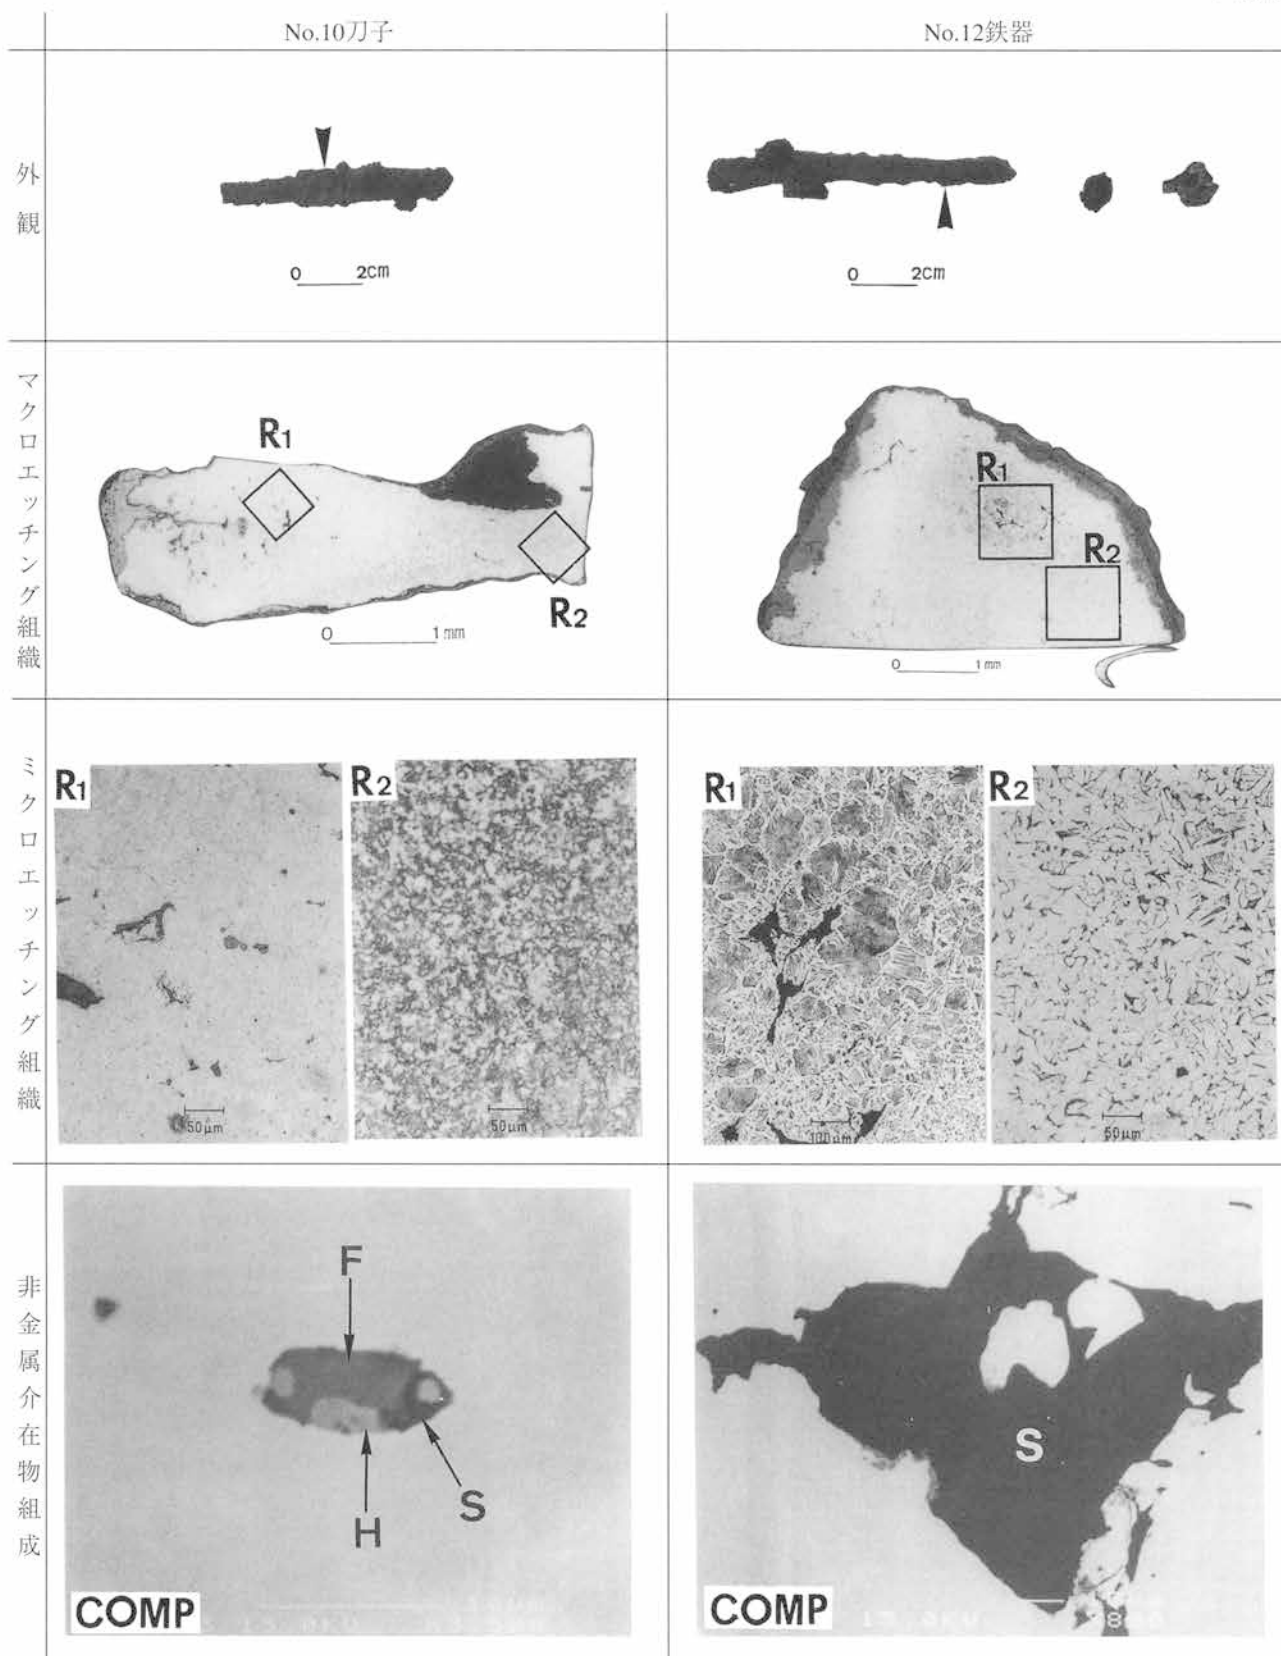 No.10刀子
No.12鉄器
外観
0 2cm
0 2cm
マクロエッチング組織
R1
R2
0 1mm
R1
R2
0 1mm
ミクロエッチング組織
R1
50μm
R2
50μm
R1
100μm
R2
50μm
非金属介在物組成
F
H
S
COMP
S
COMP